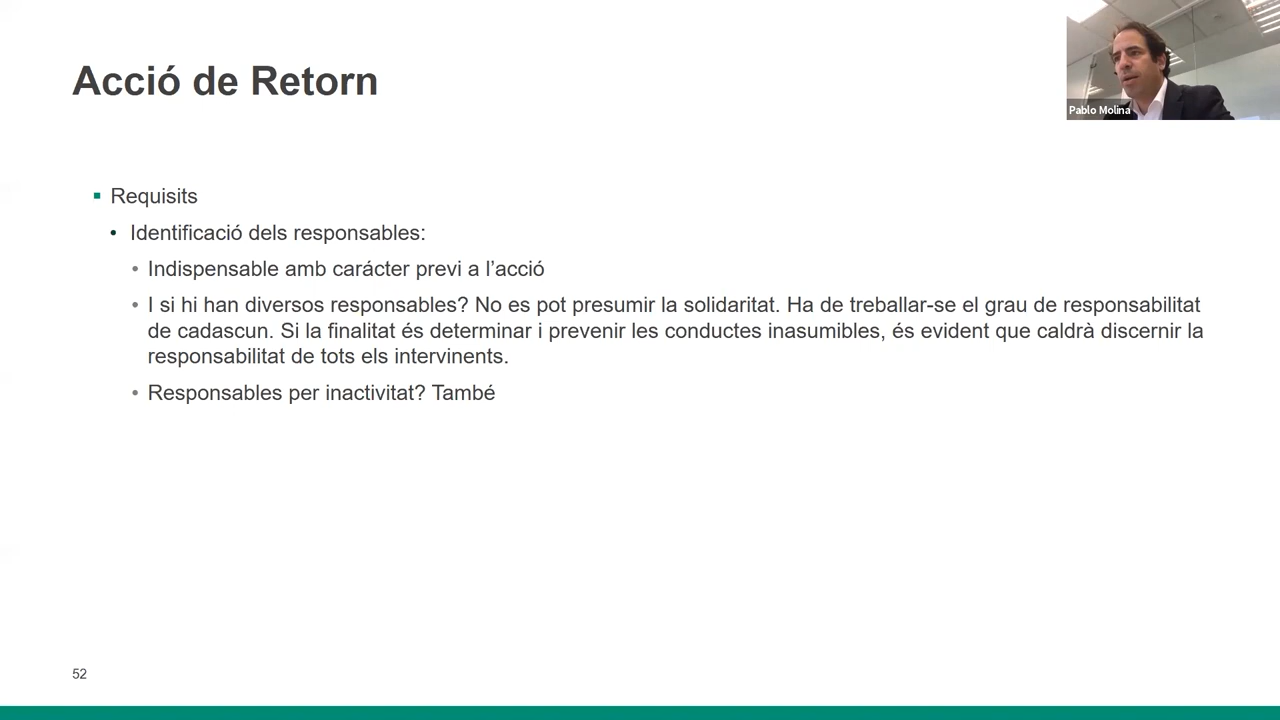 Acció de Retorn
Pablo Molina
Requisits
Identificació dels responsables:
Indispensable amb carácter previ a l’acció
I si hi han diversos responsables? No es pot presumir la solidaritat. Ha de treballar-se el grau de responsabilitat
de cadascun. Si la finalitat és determinar i prevenir les conductes inasumibles, és evident que caldrà discernir la
responsabilitat de tots els intervinents.
Responsables per inactivitat? També
52